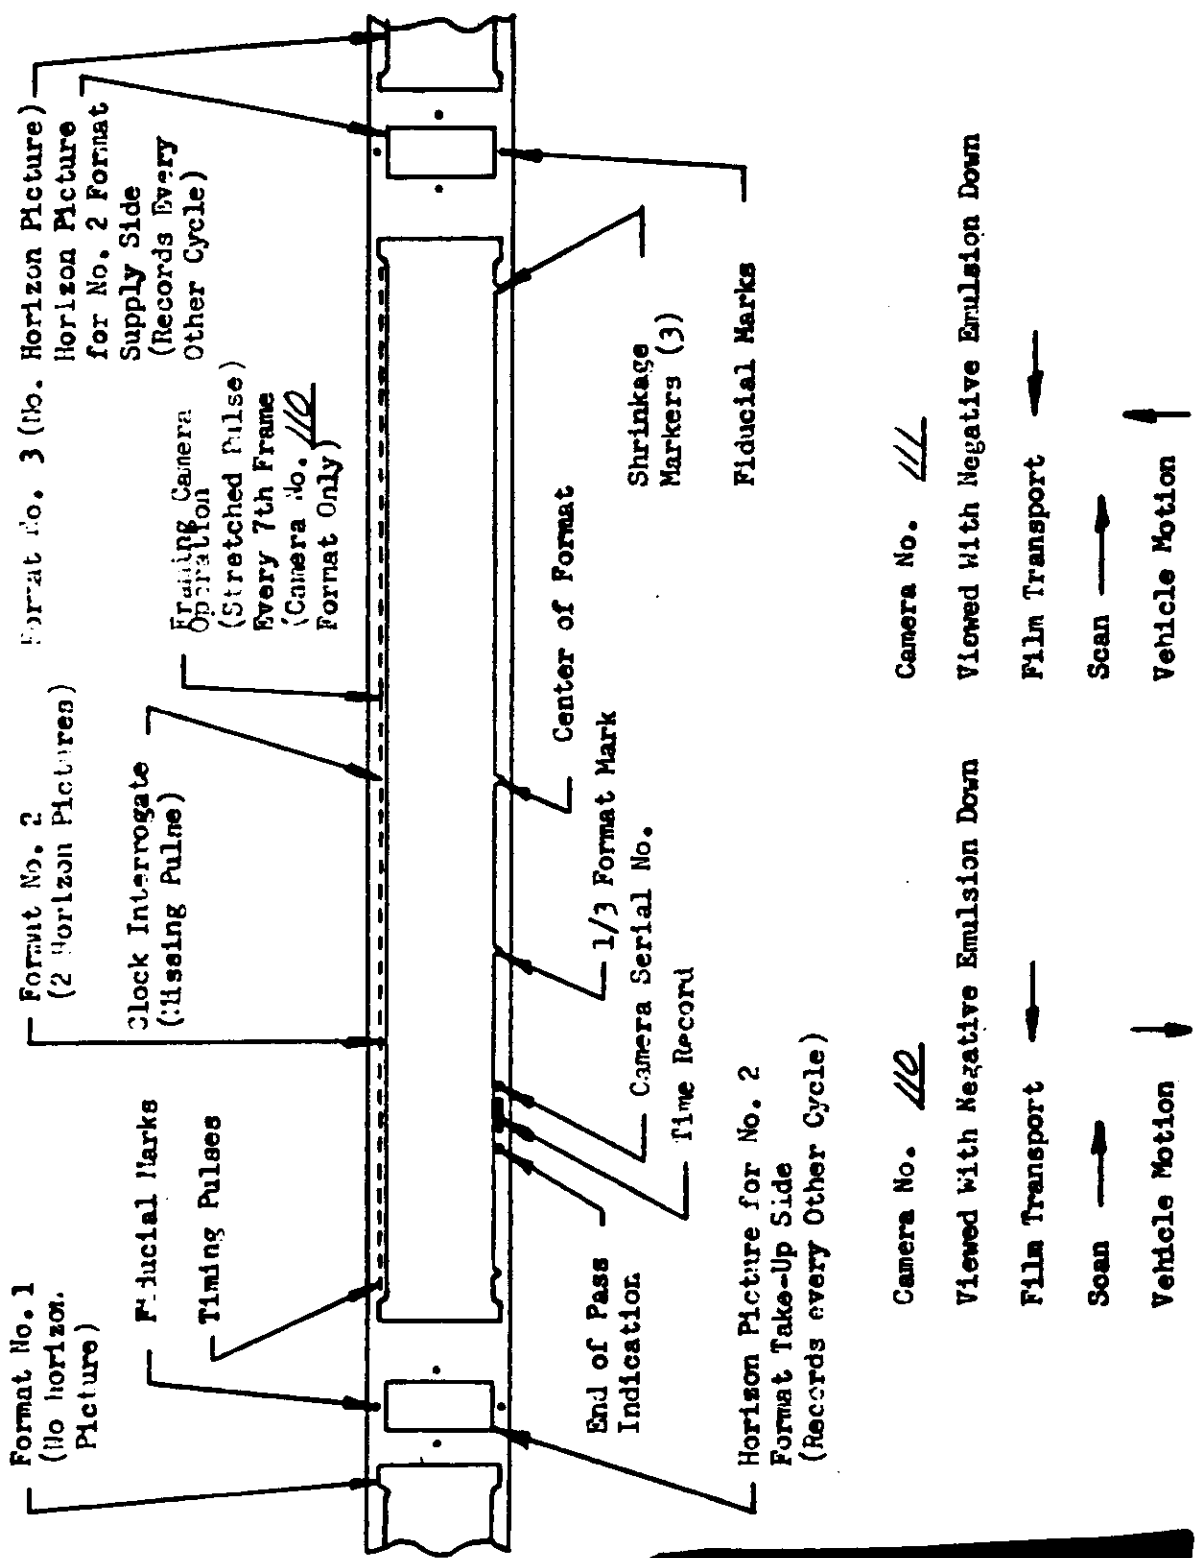 Format No. 1
(No horizon
Picture)
Fiducial Marks
Timing Pulses
Format No. 2
(2 Horizon Pictures)
Clock Interrogate
(Missing Pulse)
Format No. 3 (No. Horizon Picture)
Horizon Picture
for No. 2 Format
Supply Side
(Records Every
Other Cycle)
Framing Camera
Operation
(Stretched Pulse)
Every 7th Frame
(Camera No. 110
Format Only)
End of Pass
Indication
Horizon Picture for No. 2
Format Take-Up Side
(Records every Other Cycle)
Time Record
Camera Serial No.
1/3 Format Mark
Center of Format
Shrinkage
Markers (3)
Fiducial Marks
Camera No. 110
Viewed With Negative Emulsion Down
Film Transport
Scan
Vehicle Motion
Camera No. 111
Viewed With Negative Emulsion Down
Film Transport
Scan
Vehicle Motion